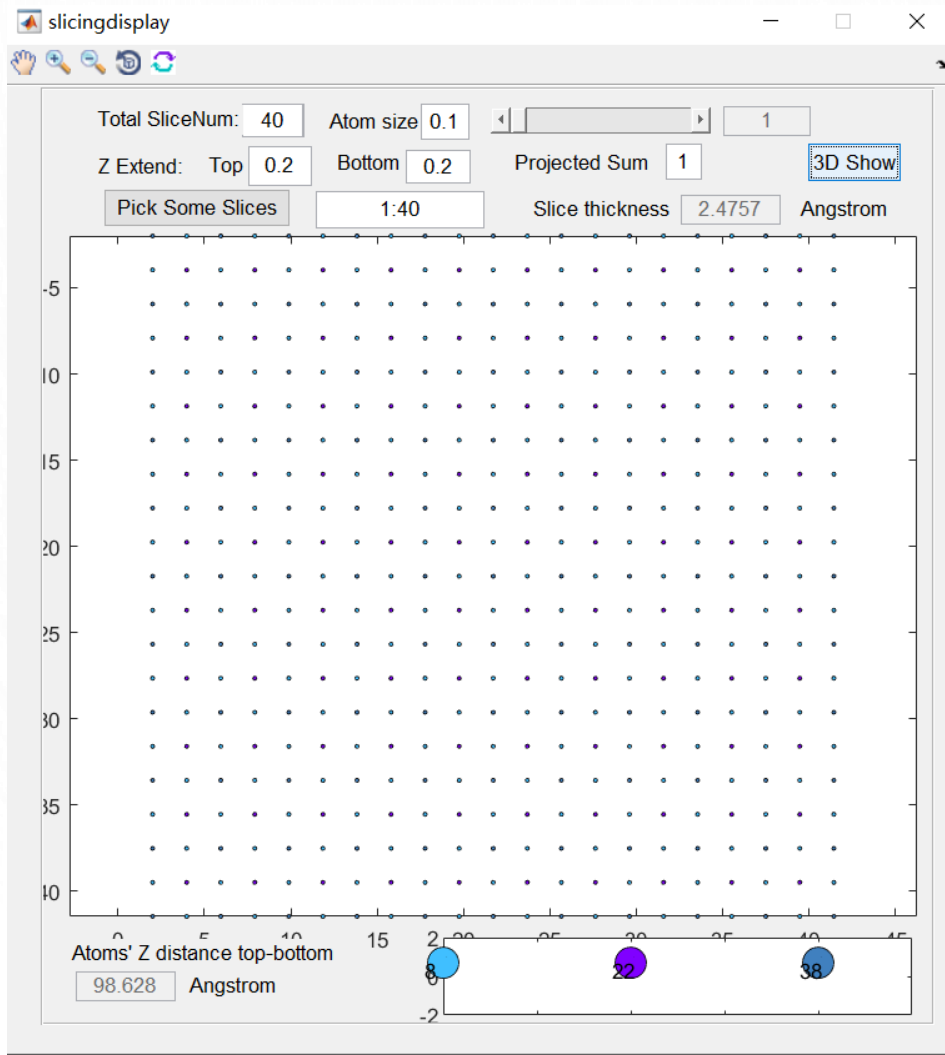 slicingdisplay
Total SliceNum: 40 Atom size 0.1 1
Z Extend: Top 0.2 Bottom 0.2 Projected Sum 1 3D Show
Pick Some Slices 1:40 Slice thickness 2.4757 Angstrom
-5
10
15
20
25
30
35
40
0 5 10 15 20 25 30 35 40 45
Atoms' Z distance top-bottom
98.628 Angstrom
2
0
-2
8 22 38